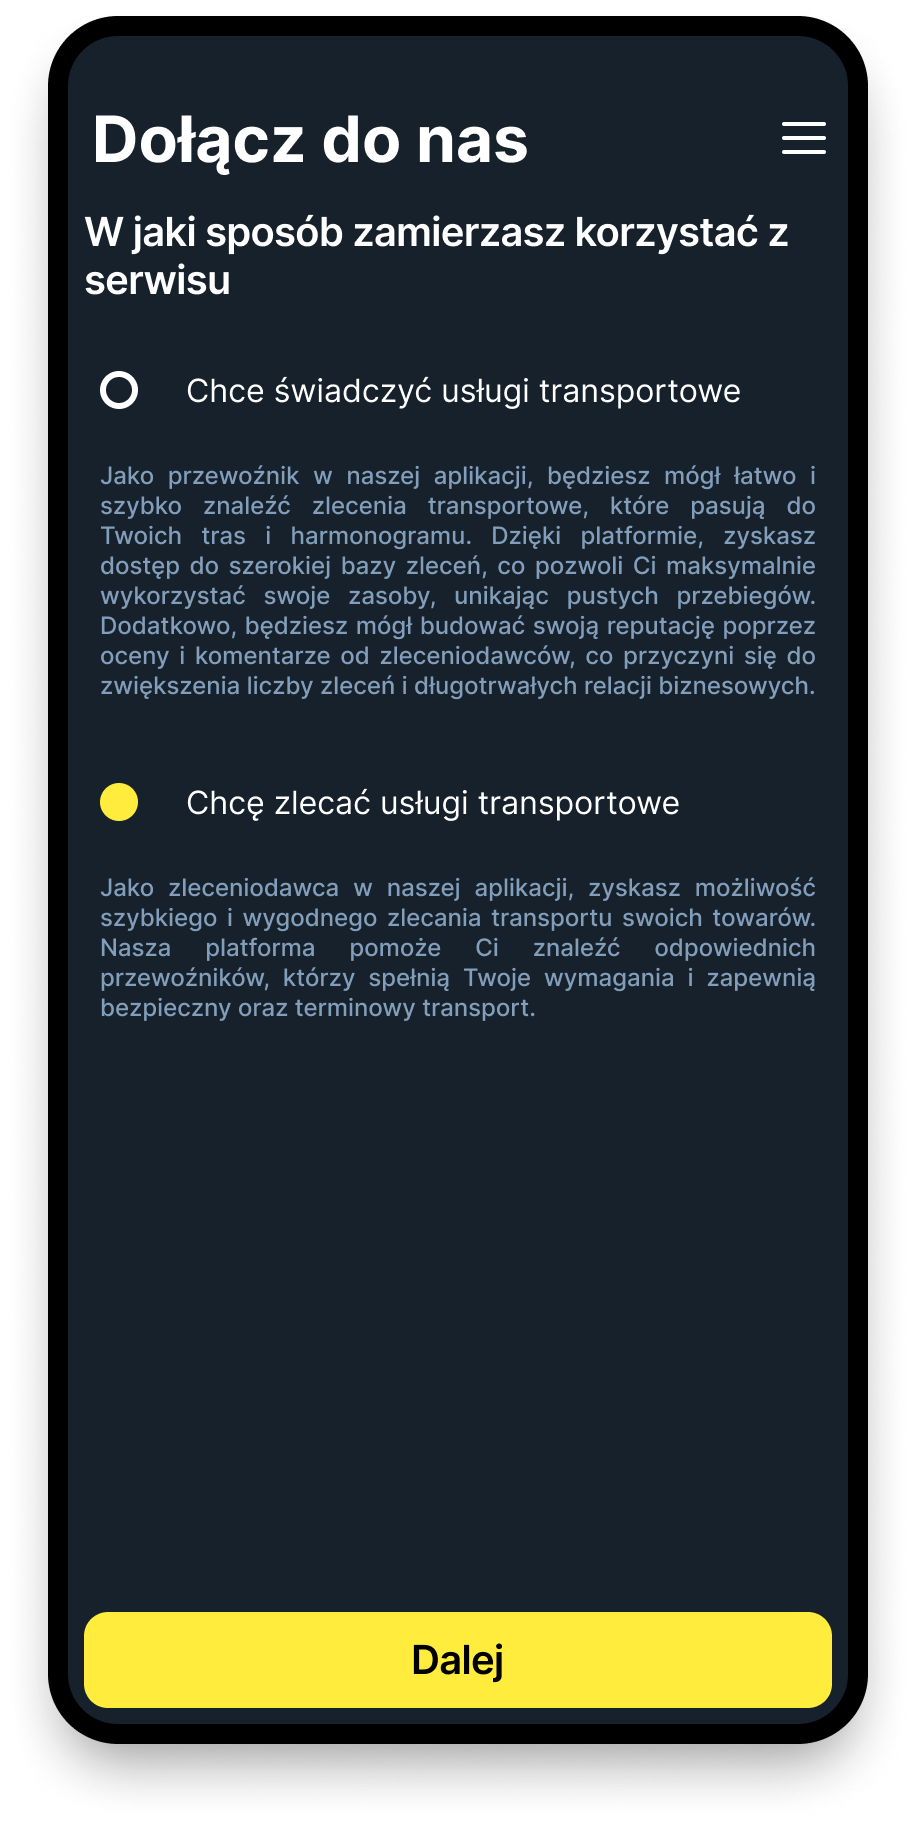 Dołącz do nas
W jaki sposób zamierzasz korzystać z
serwisu
Chce świadczyć usługi transportowe
Jako przewoźnik w naszej aplikacji, będziesz mógł łatwo i
szybko znaleźć zlecenia transportowe, które pasują do
Twoich tras i harmonogramu. Dzięki platformie, zyskasz
dostęp do szerokiej bazy zleceń, co pozwoli Ci maksymalnie
wykorzystać swoje zasoby, unikając pustych przebiegów.
Dodatkowo, będziesz mógł budować swoją reputację poprzez
oceny i komentarze od zleceniodawców, co przyczyni się do
zwiększenia liczby zleceń i długotrwałych relacji biznesowych.
Chcę zlecać usługi transportowe
Jako zleceniodawca w naszej aplikacji, zyskasz możliwość
szybkiego i wygodnego zlecania transportu swoich towarów.
Nasza platforma pomoże Ci znaleźć odpowiednich
przewoźników, którzy spełnią Twoje wymagania i zapewnią
bezpieczny oraz terminowy transport.
Dalej